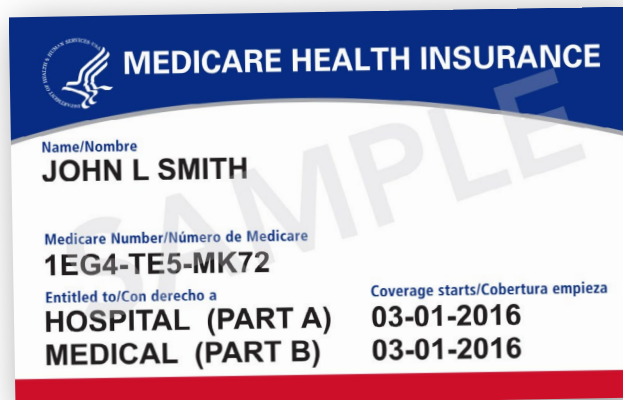 MEDICARE HEALTH INSURANCE
Name/Nombre
JOHN L SMITH
Medicare Number/Número de Medicare
1EG4-TE5-MK72
Entitled to/Con derecho a
Coverage starts/Cobertura empieza
HOSPITAL (PART A) 03-01-2016
MEDICAL (PART B) 03-01-2016
SAMPLE